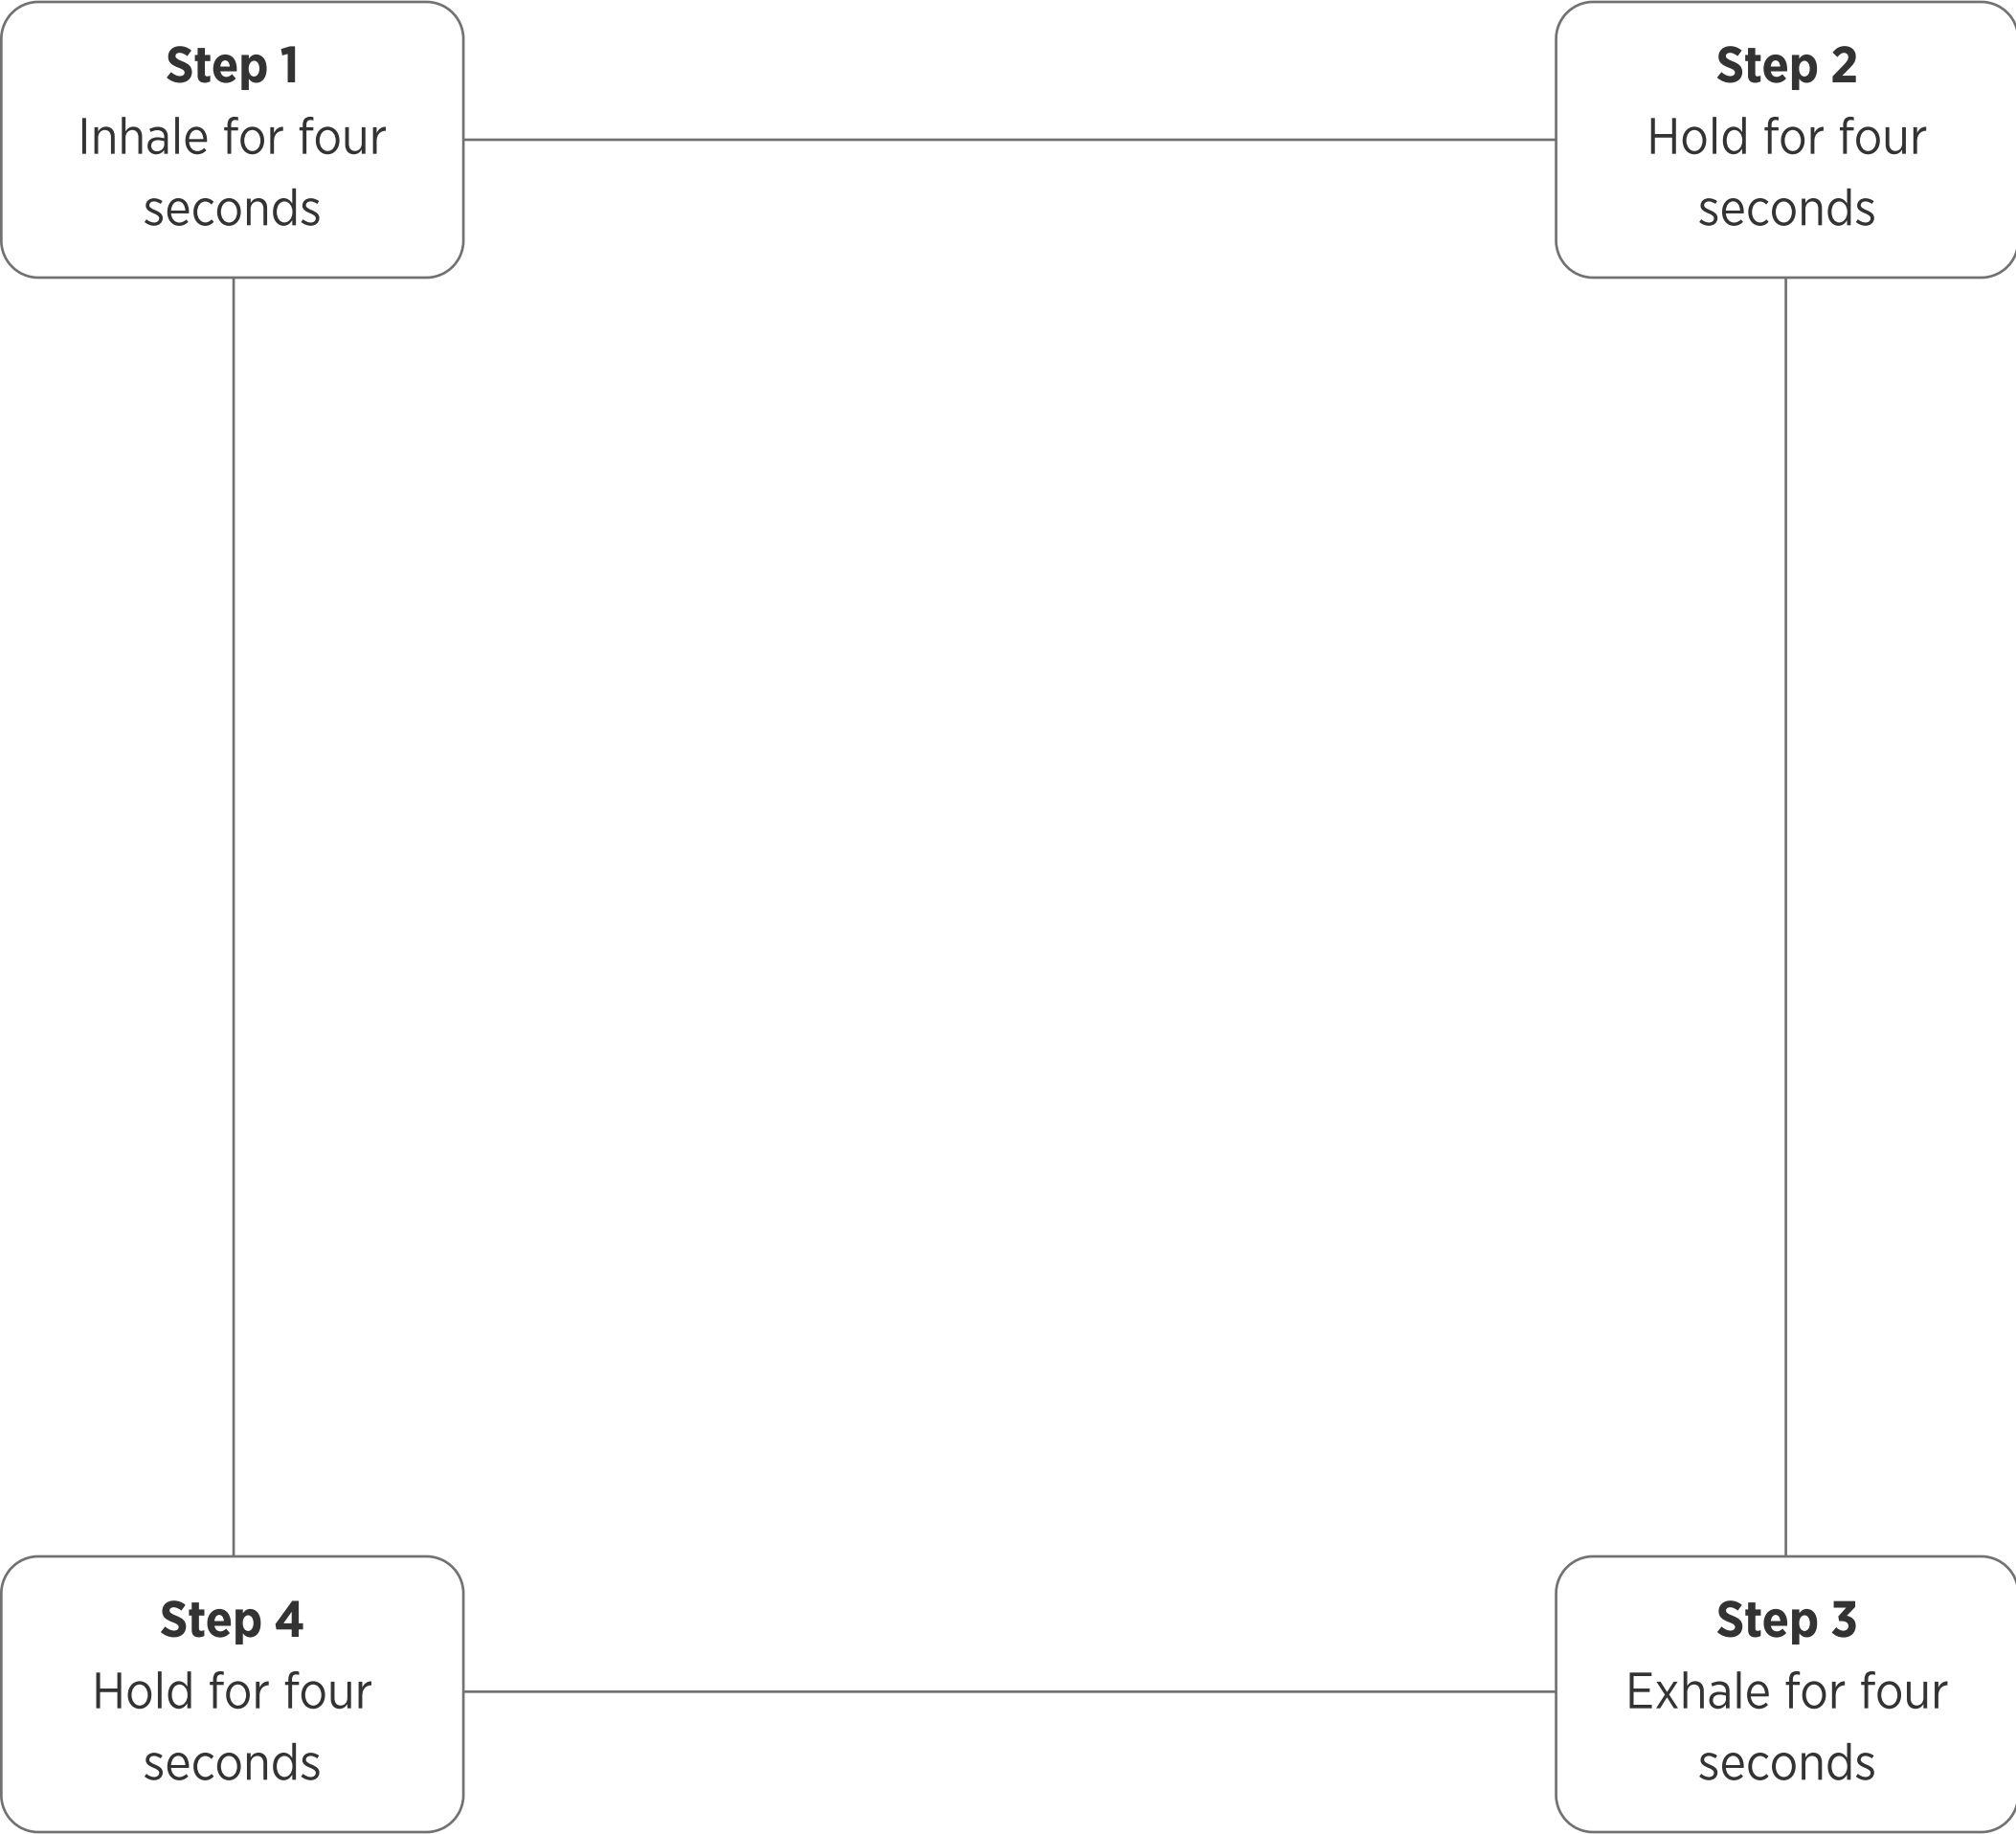 Step 1
Inhale for four
seconds
Step 2
Hold for four
seconds
Step 3
Exhale for four
seconds
Step 4
Hold for four
seconds